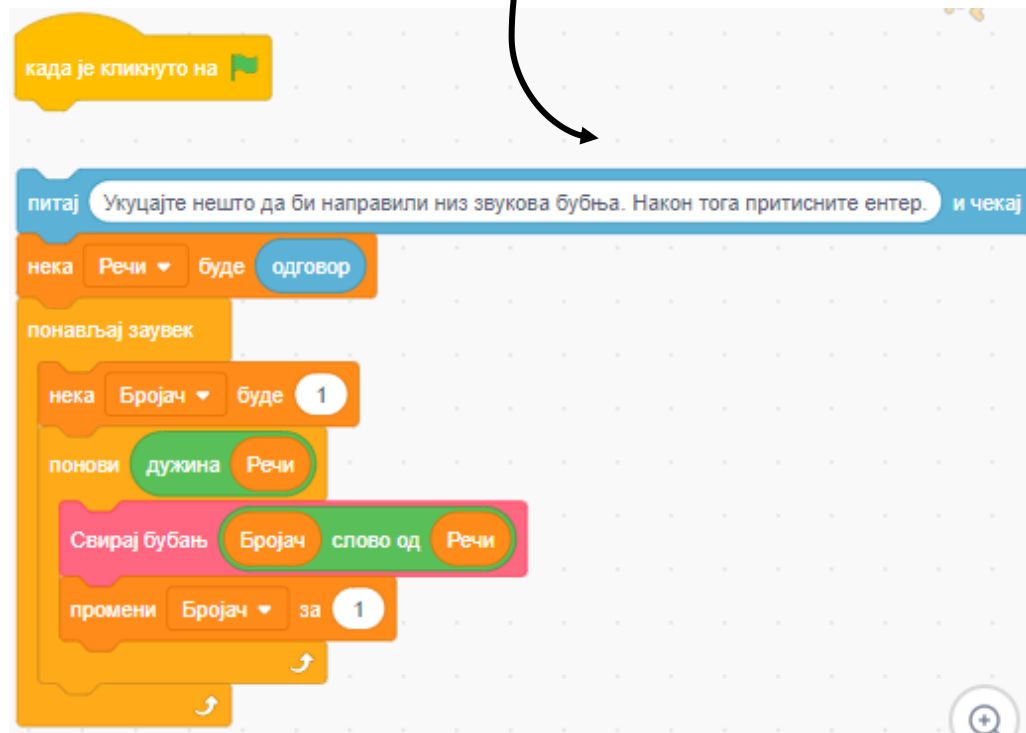 када је кликнуто на
питај Укуцајте нешто да би направили низ звукова бубња. Након тога притисните ентер. и чекај
нека Речи буде одговор
понављај заувек
нека Бројач буде 1
понови дужина Речи
Свирај бубањ Бројач слово од Речи
промени Бројач за 1